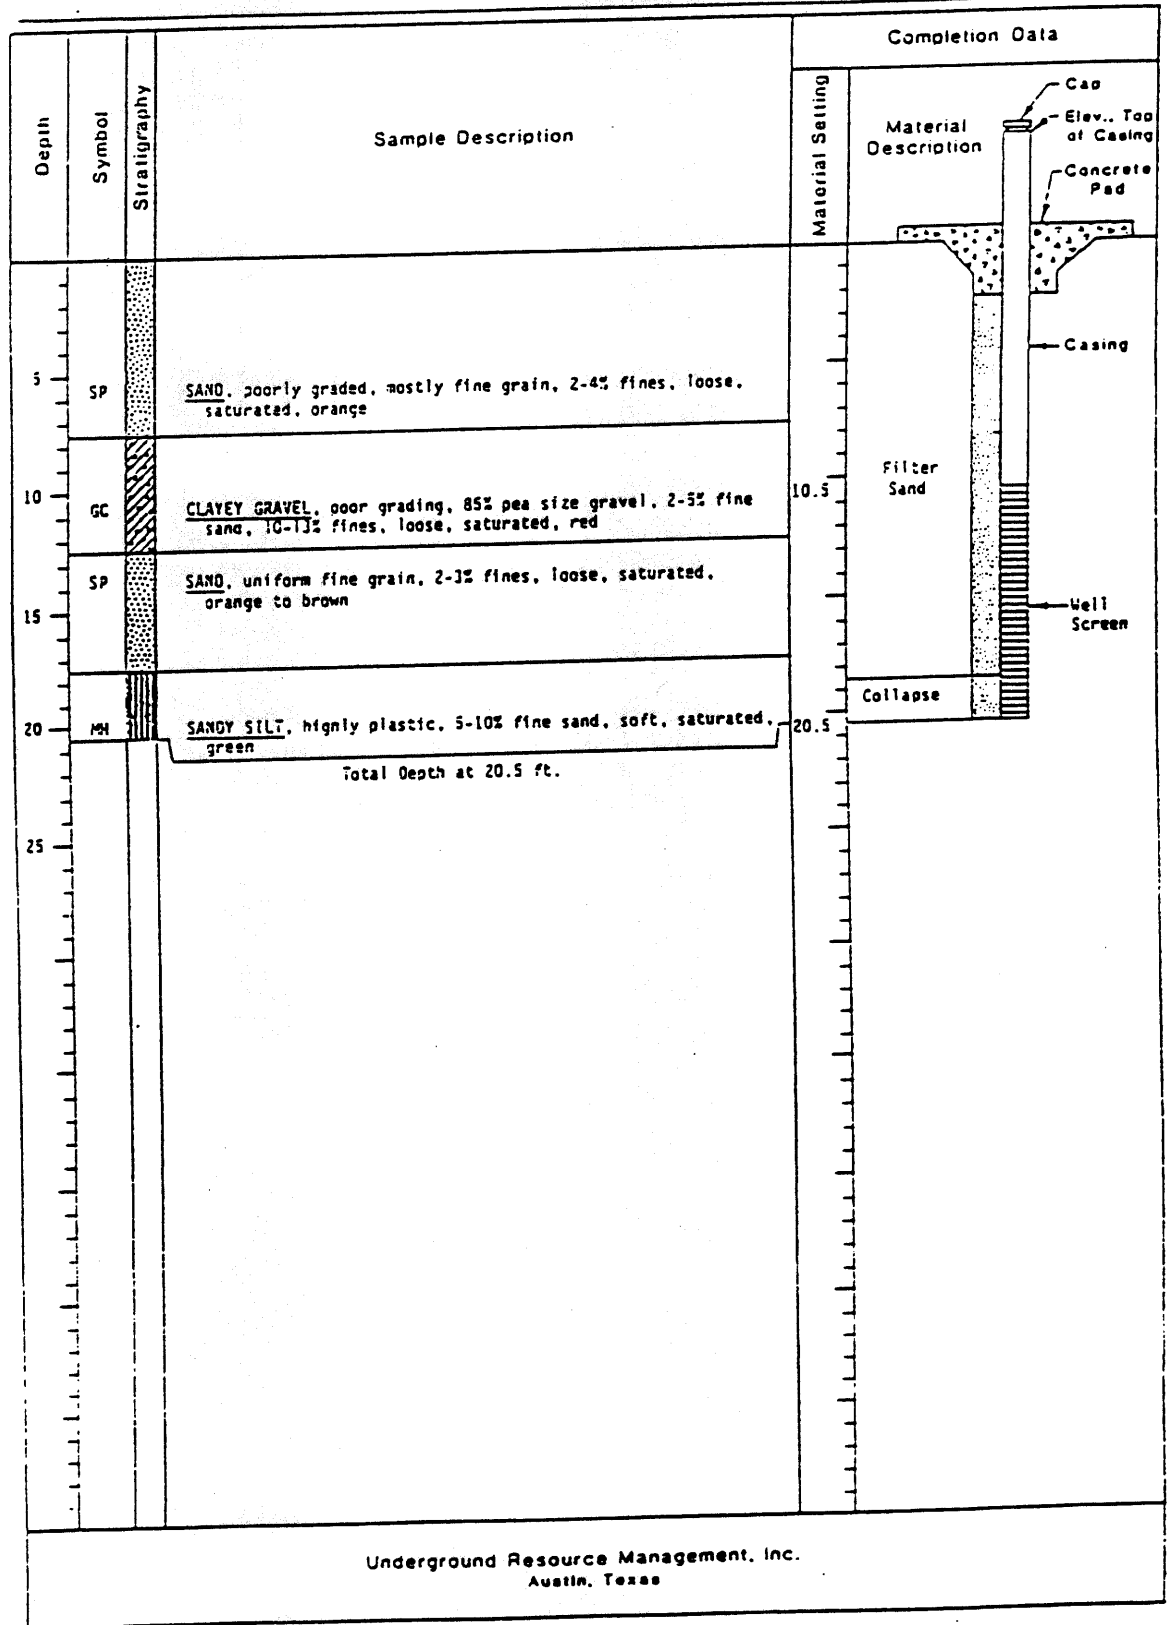 Completion Data
Depth
Symbol
Stratigraphy
Sample Description
Material Setting
Material
Description
Cap
Elev., Top
of Casing
Concrete
Pad
Casing
5
SP
SAND, poorly graded, mostly fine grain, 2-4% fines, loose,
saturated, orange
10
GC
CLAYEY GRAVEL, poor grading, 85% pea size gravel, 2-5% fine
sand, 10-13% fines, loose, saturated, red
10.5
Filter
Sand
SP
SAND, uniform fine grain, 2-3% fines, loose, saturated,
orange to brown
15
Well
Screen
20
MH
SANDY SILT, highly plastic, 5-10% fine sand, soft, saturated,
green
20.5
Collapse
Total Depth at 20.5 ft.
25
Underground Resource Management, Inc.
Austin, Texas